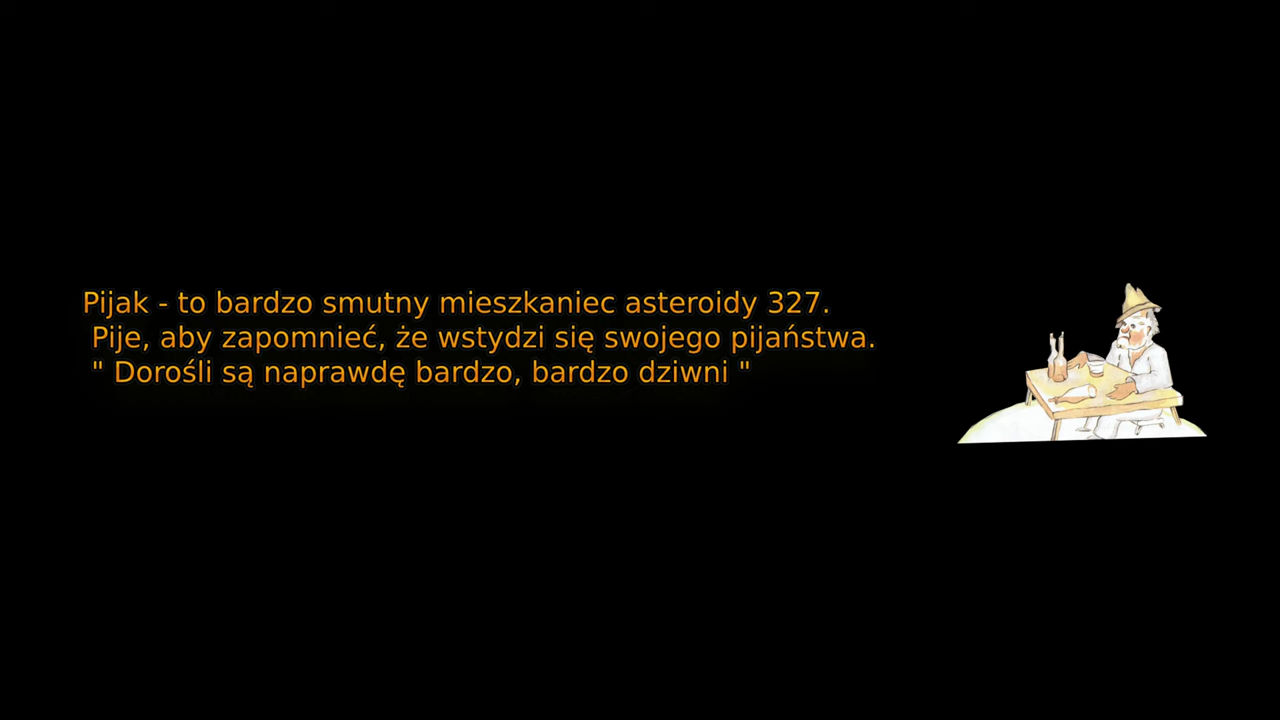 Pijak - to bardzo smutny mieszkaniec asteroidy 327.
Pije, aby zapomnieć, że wstydzi się swojego pijaństwa.
" Dorośli są naprawdę bardzo, bardzo dziwni "